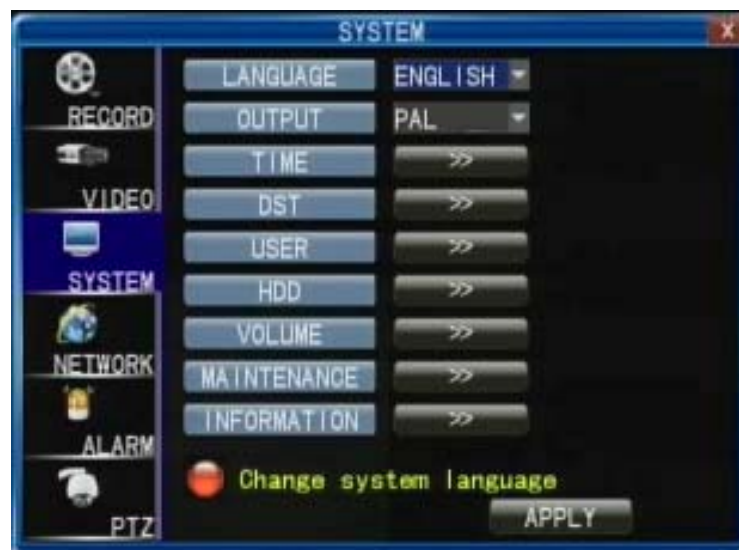 SYSTEM
X
RECORD
VIDEO
SYSTEM
NETWORK
ALARM
PTZ
LANGUAGE ENGLISH
OUTPUT PAL
TIME >>
DST >>
USER >>
HDD >>
VOLUME >>
MAINTENANCE >>
INFORMATION >>
Change system language
APPLY